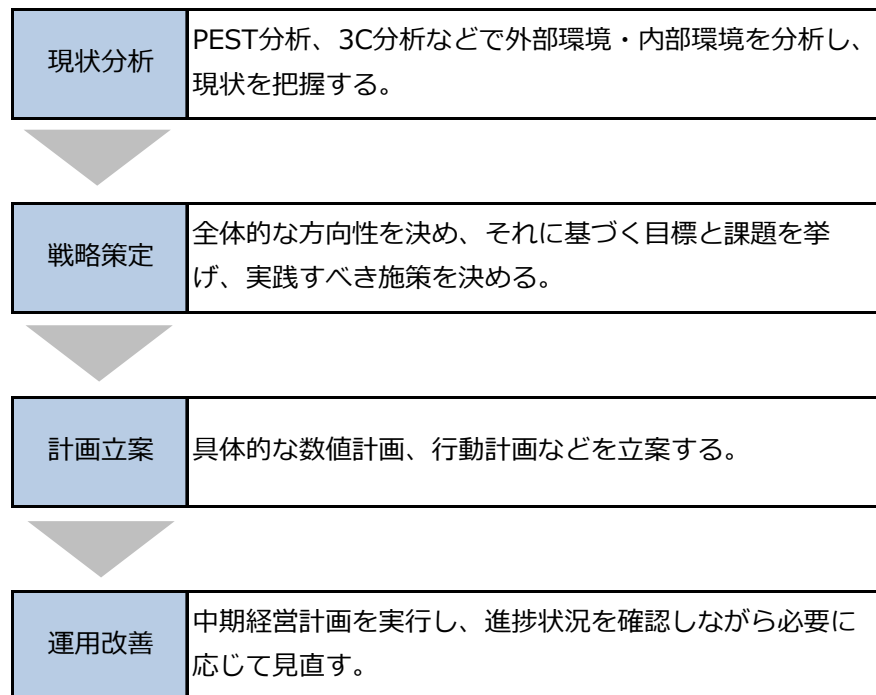 現状分析
PEST分析、3C分析などで外部環境・内部環境を分析し、
現状を把握する。
戦略策定
全体的な方向性を決め、それに基づく目標と課題を挙
げ、実践すべき施策を決める。
計画立案
具体的な数値計画、行動計画などを立案する。
運用改善
中期経営計画を実行し、進捗状況を確認しながら必要に
応じて見直す。